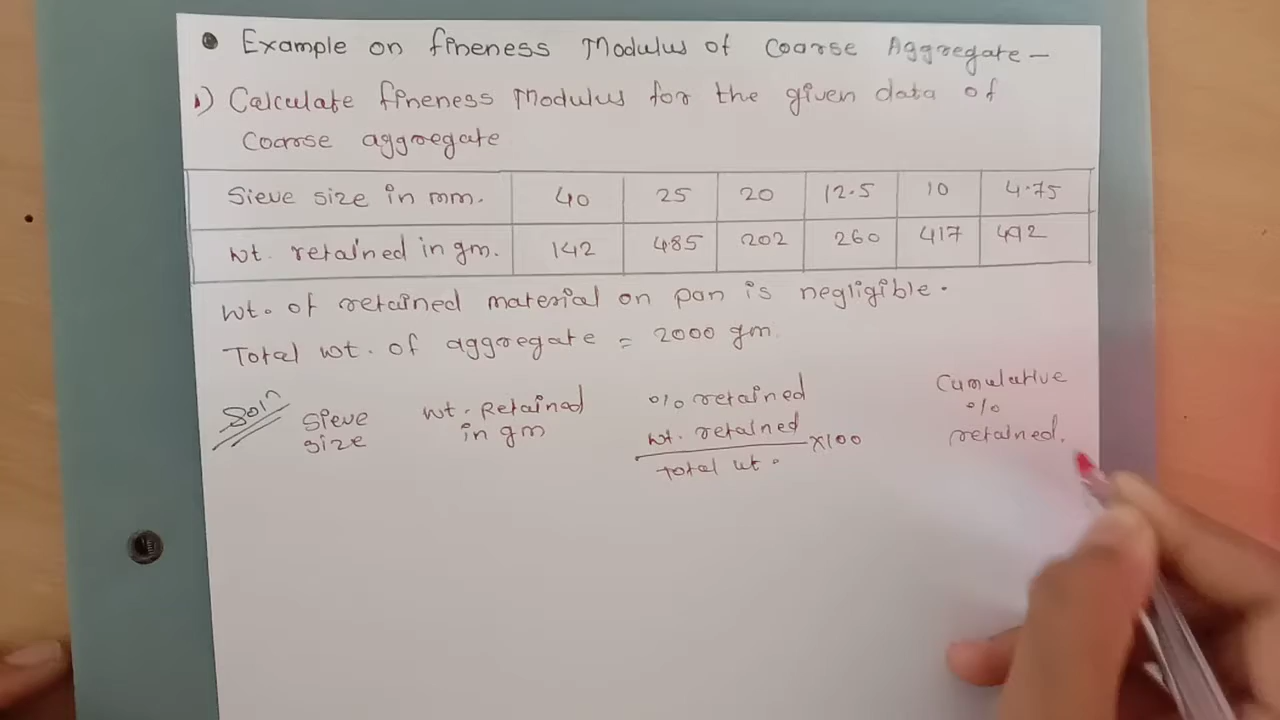 • Example on fineness Modulus of Coarse Aggregate –
1) Calculate fineness Modulus for the given data of
Coarse aggregate
Sieve size in mm. 40 25 20 12.5 10 4.75
Wt. retained in gm. 142 485 202 260 417 492
Wt. of retained material on pan is negligible.
Total wt. of aggregate = 2000 gm.
Soln
Sieve
size
Wt. Retained
in gm
% retained
Wt. retained
Total wt. ×100
Cumulative
%
retained.